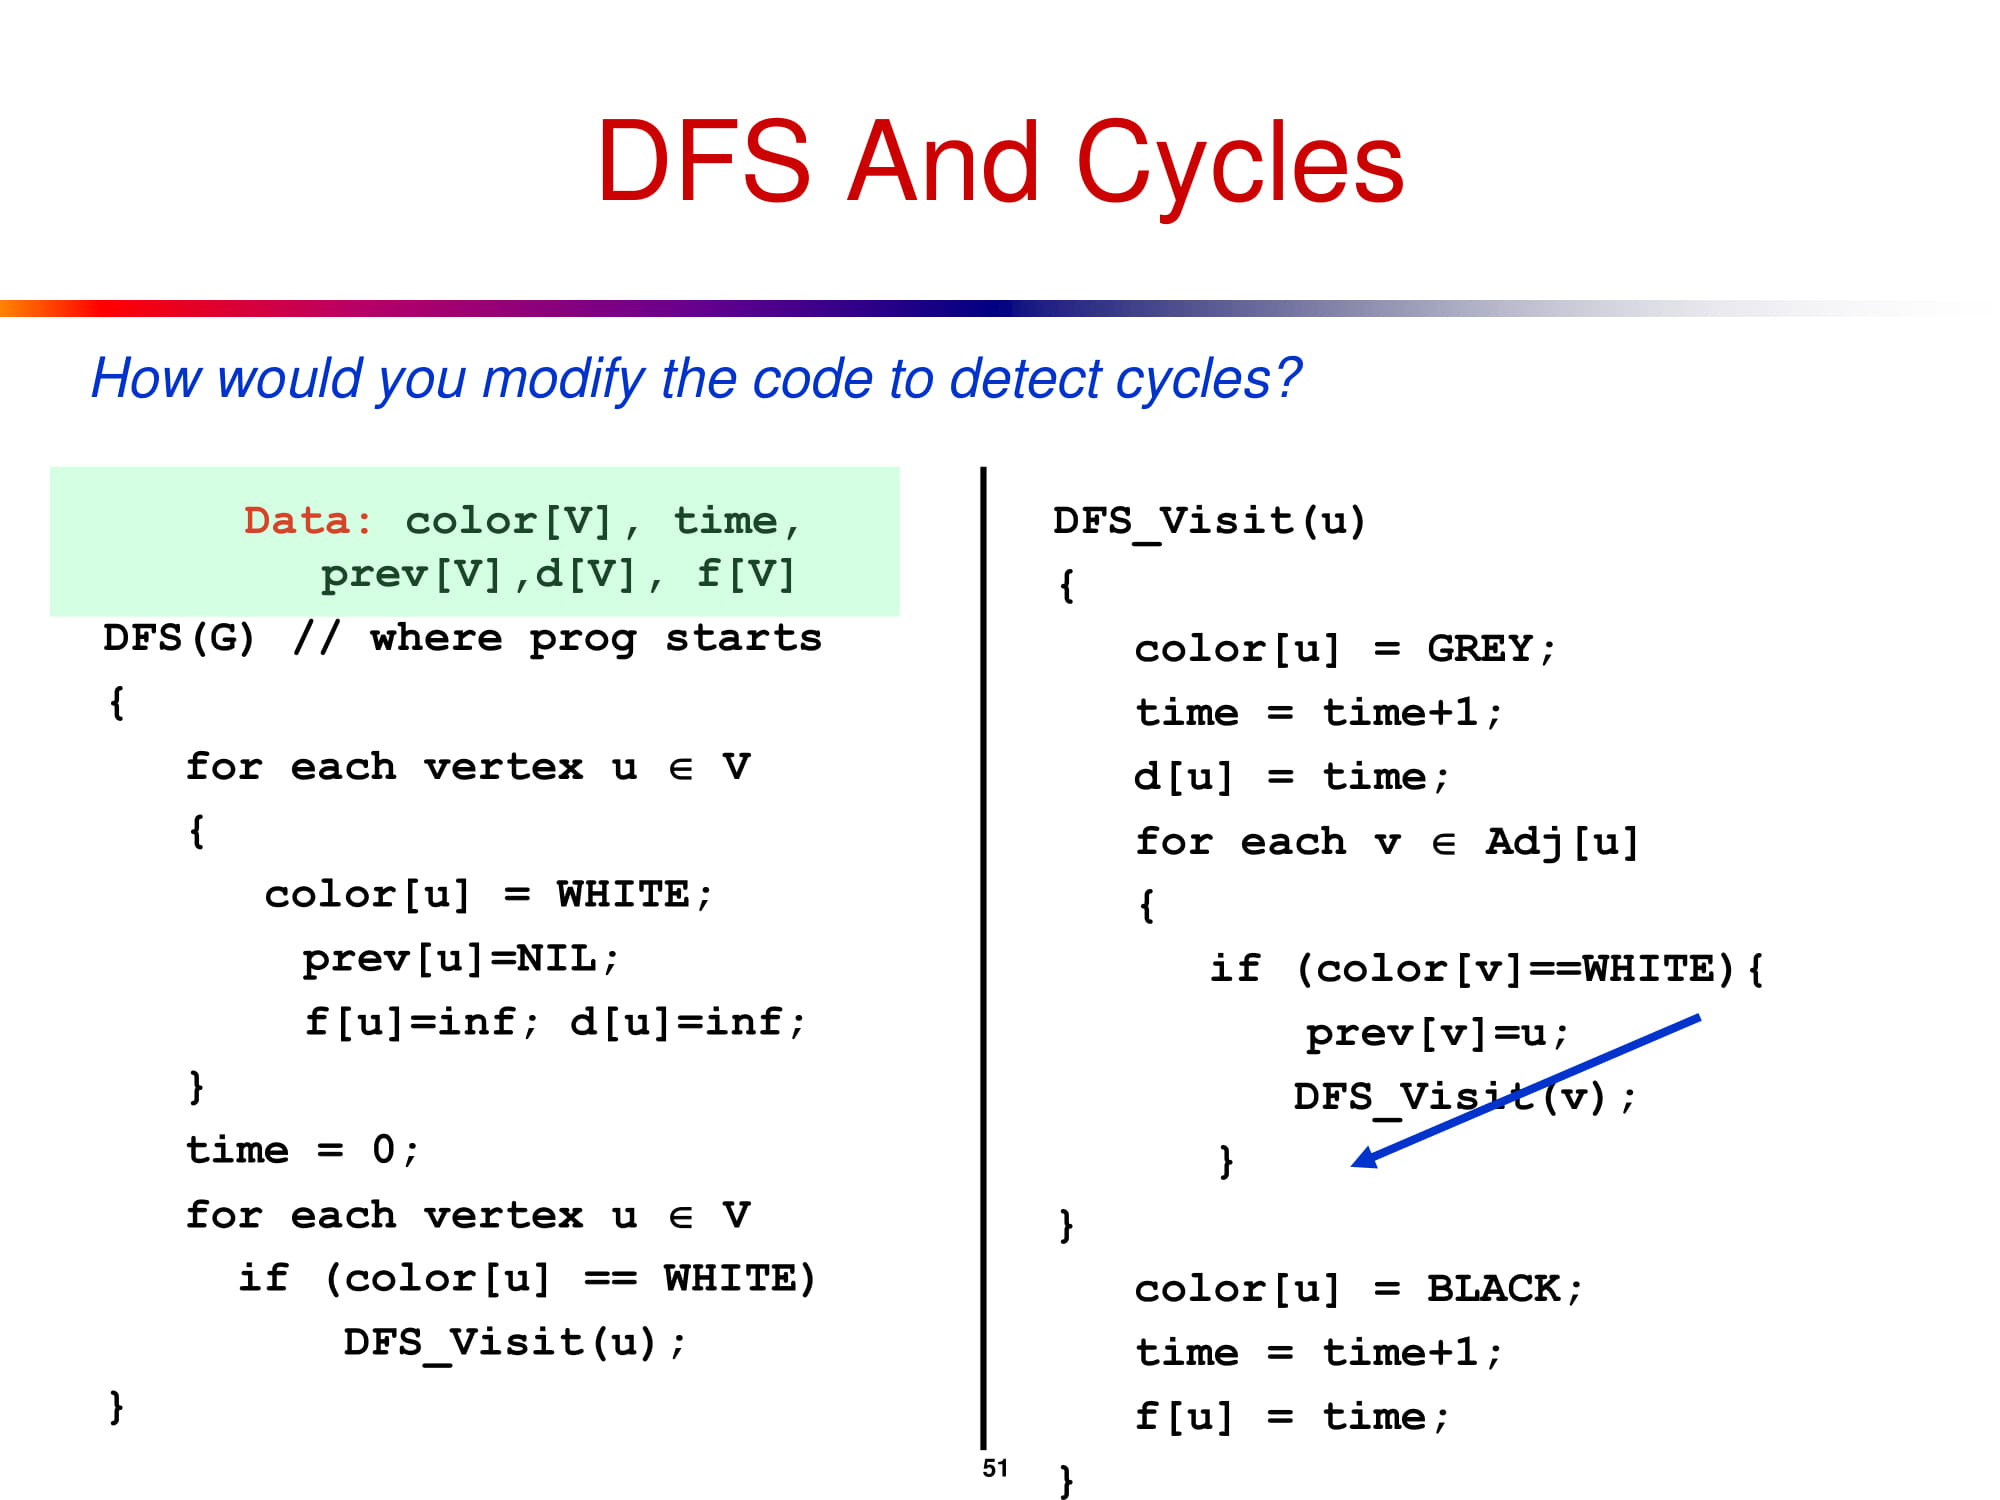 DFS And Cycles
How would you modify the code to detect cycles?
Data: color[V], time,
prev[V],d[V], f[V]
DFS(G) // where prog starts
{
for each vertex u ∈ V
{
color[u] = WHITE;
prev[u]=NIL;
f[u]=inf; d[u]=inf;
}
time = 0;
for each vertex u ∈ V
if (color[u] == WHITE)
DFS_Visit(u);
}
DFS_Visit(u)
{
color[u] = GREY;
time = time+1;
d[u] = time;
for each v ∈ Adj[u]
{
if (color[v]==WHITE){
prev[v]=u;
DFS_Visit(v);
}
}
color[u] = BLACK;
time = time+1;
f[u] = time;
}
51